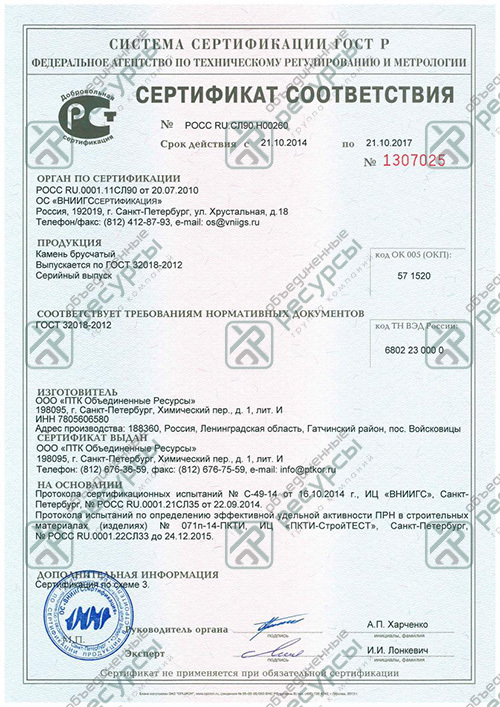 СИСТЕМА СЕРТИФИКАЦИИ ГОСТ Р
ФЕДЕРАЛЬНОЕ АГЕНТСТВО ПО ТЕХНИЧЕСКОМУ РЕГУЛИРОВАНИЮ И МЕТРОЛОГИИ
Добровольная
сертификация
СЕРТИФИКАТ СООТВЕТСТВИЯ
№ РОСС RU.СЛ90.Н00260
Срок действия с 21.10.2014 по 21.10.2017
№ 1307025
ОРГАН ПО СЕРТИФИКАЦИИ
РОСС RU.0001.11СЛ90 от 20.07.2010
ОС «ВНИИГСсертификация»
Россия, 192019, г. Санкт-Петербург, ул. Хрустальная, д.18
Телефон/факс: (812) 412-87-93, e-mail: os@vniigs.ru
ПРОДУКЦИЯ
Камень брусчатый
Выпускается по ГОСТ 32018-2012
Серийный выпуск
код ОК 005 (ОКП):
57 1520
СООТВЕТСТВУЕТ ТРЕБОВАНИЯМ НОРМАТИВНЫХ ДОКУМЕНТОВ
ГОСТ 32018-2012
код ТН ВЭД России:
6802 23 000 0
ИЗГОТОВИТЕЛЬ
ООО «ПТК Объединенные Ресурсы»
198095, г. Санкт-Петербург, Химический пер., д. 1, лит. И
ИНН 7805606580
Адрес производства: 188360, Россия, Ленинградская область, Гатчинский район, пос. Войсковицы
СЕРТИФИКАТ ВЫДАН
ООО «ПТК Объединенные Ресурсы»
198095, г. Санкт-Петербург, Химический пер., д. 1, лит. И
Телефон: (812) 676-38-59, факс: (812) 676-75-59, e-mail: info@ptkor.ru
НА ОСНОВАНИИ
Протокола сертификационных испытаний № С-49-14 от 16.10.2014 г., ИЦ «ВНИИГС», Санкт-
Петербург, № РОСС RU.0001.21СЛ35 от 22.09.2014.
Протокола испытаний по определению эффективной удельной активности ПРН в строительных
материалах (изделиях) № 071п-14-ПКТИ, ИЦ «ПКТИ-СтройТЕСТ», Санкт-Петербург,
№ РОСС RU.0001.22СЛ33 до 24.12.2015.
ДОПОЛНИТЕЛЬНАЯ ИНФОРМАЦИЯ
Сертификация по схеме 3.
М.П.
Руководитель органа
подпись
А.П. Харченко
инициалы, фамилия
Эксперт
подпись
И.И. Лонкевич
инициалы, фамилия
Сертификат не применяется при обязательной сертификации
объединенные
РЕСУРСЫ
группа компаний